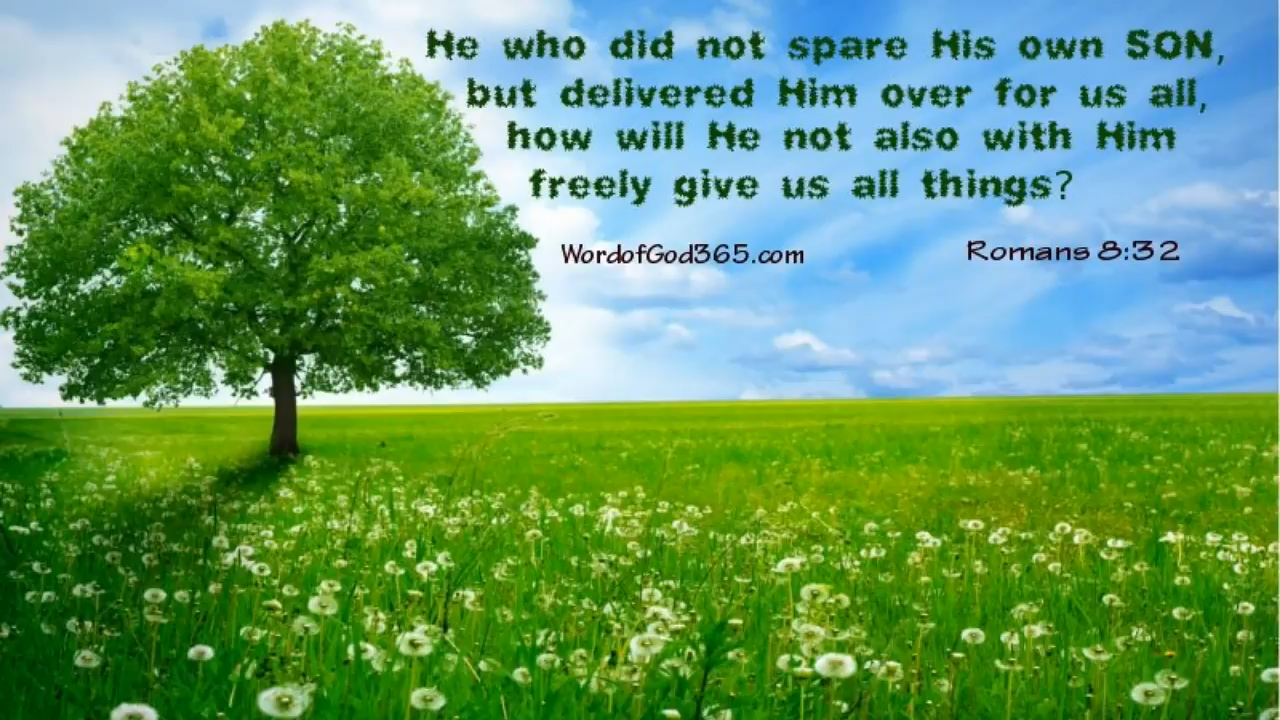 He who did not spare His own SON,
but delivered Him over for us all,
how will He not also with Him
freely give us all things?
WordofGod365.com
Romans 8:32